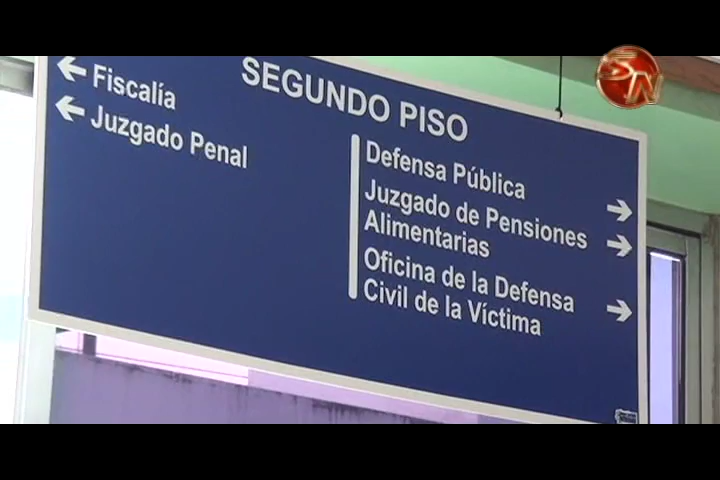 SEGUNDO PISO
Fiscalía
Juzgado Penal
Defensa Pública
Juzgado de Pensiones
Alimentarias
Oficina de la Defensa
Civil de la Víctima